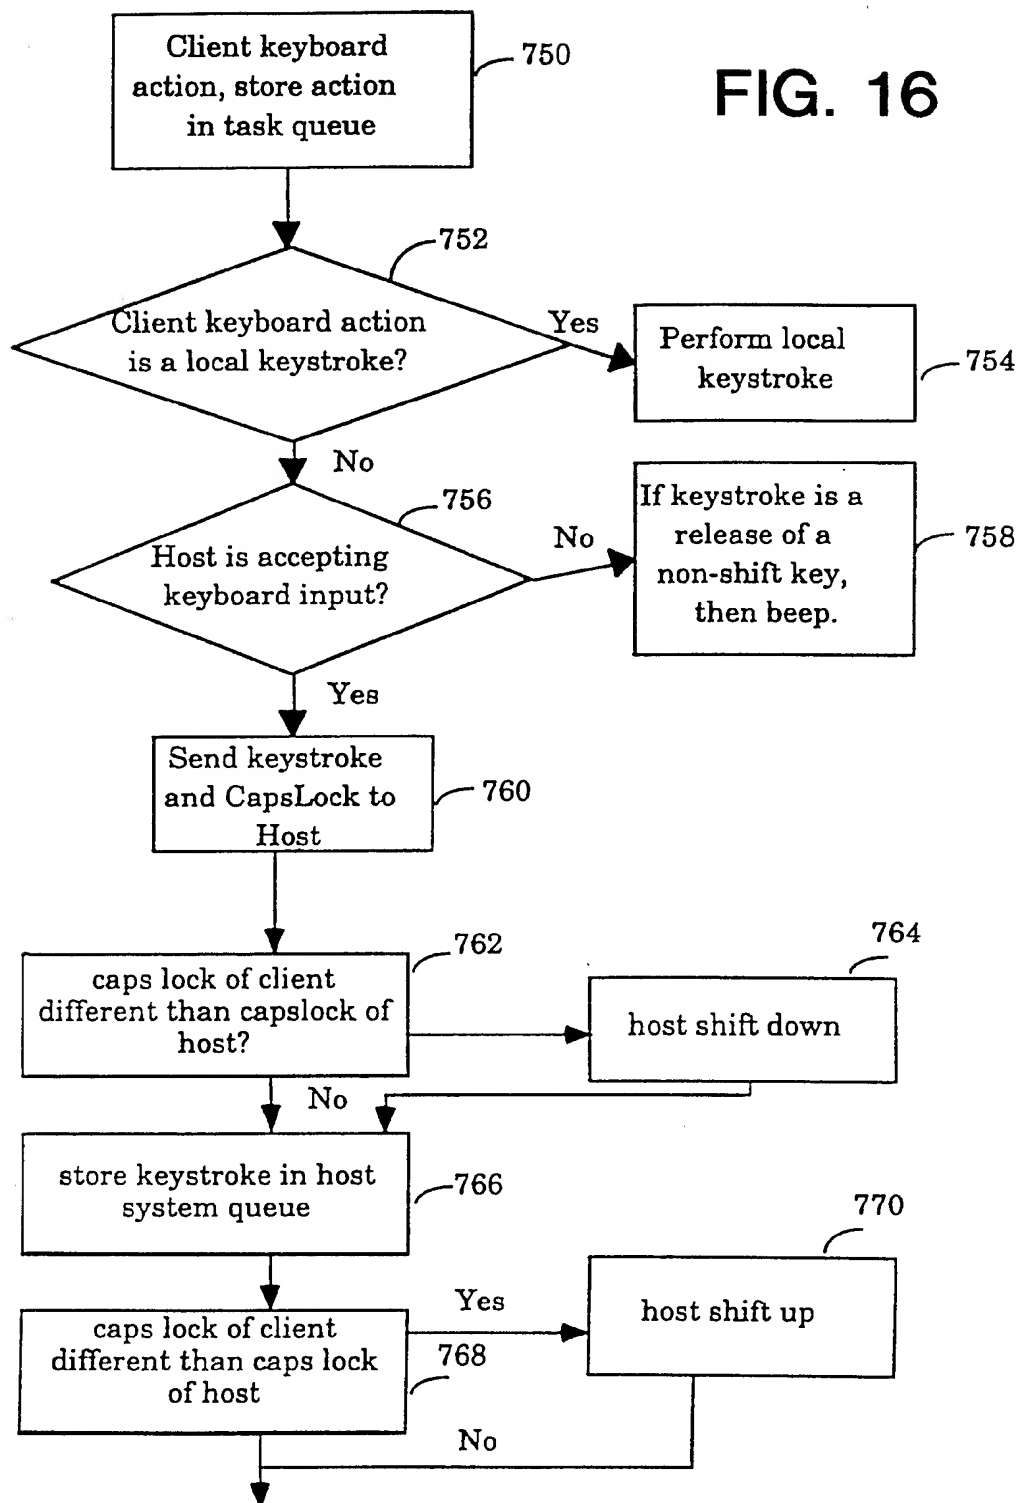 Client keyboard
action, store action
in task queue
750
FIG. 16
752
Client keyboard action
is a local keystroke?
Yes
Perform local
keystroke
754
No
756
Host is accepting
keyboard input?
No
If keystroke is a
release of a
non-shift key,
then beep.
758
Yes
Send keystroke
and CapsLock to
Host
760
762
caps lock of client
different than capslock of
host?
764
host shift down
No
store keystroke in host
system queue
766
770
Yes
host shift up
caps lock of client
different than caps lock
of host
768
No